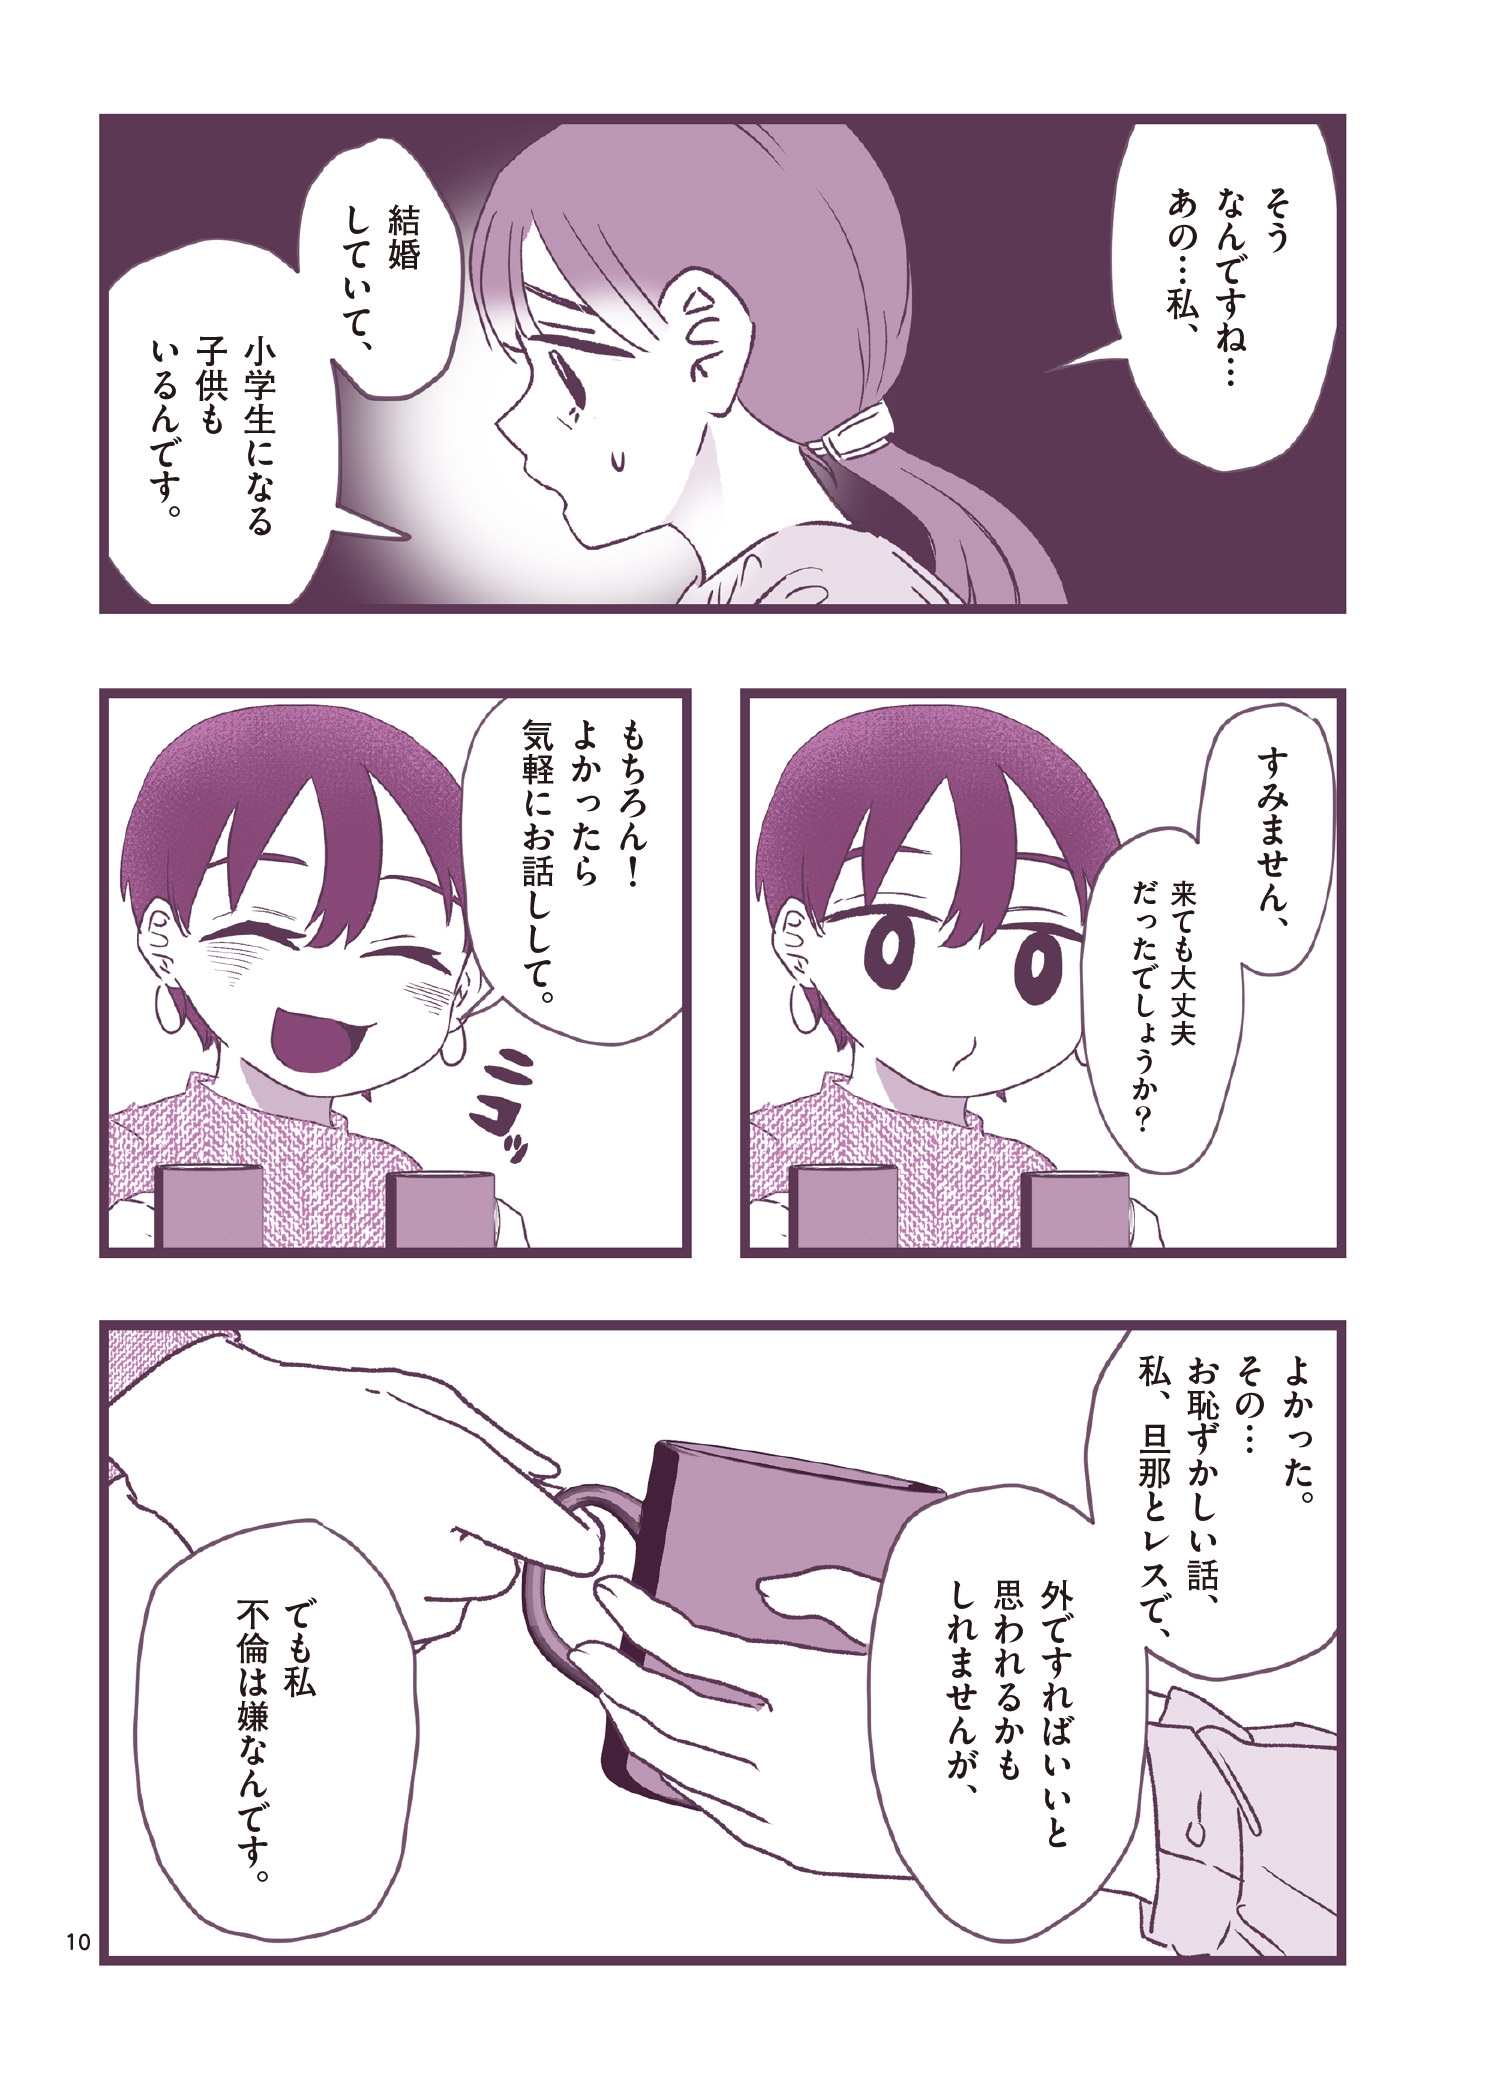 そう
なんですね…
あの…私、
結婚
していて、
小学生になる
子供も
いるんです。
すみません、
来ても大丈夫
だったでしょうか？
もちろん！
よかったら
気軽にお話しして。
ニコッ
よかった。
その…
お恥ずかしい話、
私、旦那とレスで、
外ですればいいと
思われるかも
しれませんが、
でも私
不倫は嫌なんです。
10